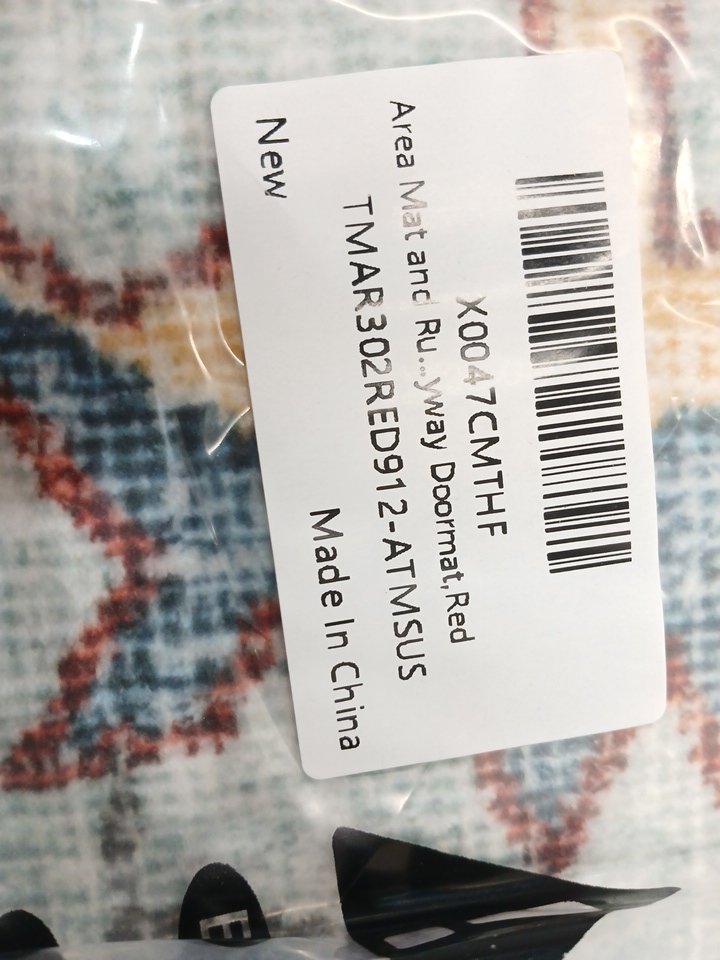 X0047CMTHF
Area Mat and Ru...yway Doormat,Red
TMAR302RED912-ATMSUS
New
Made In China
E